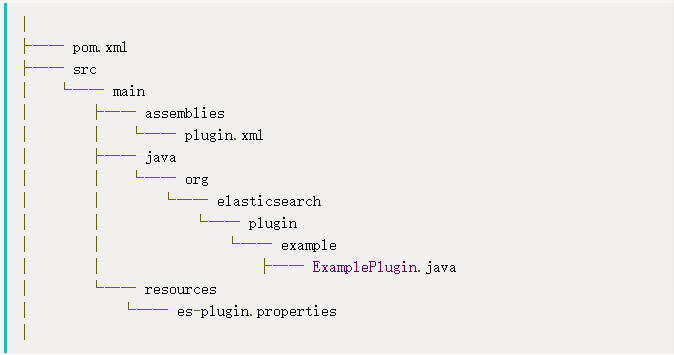 pom.xml
src
main
assemblies
plugin.xml
java
org
elasticsearch
plugin
example
ExamplePlugin.java
resources
es-plugin.properties